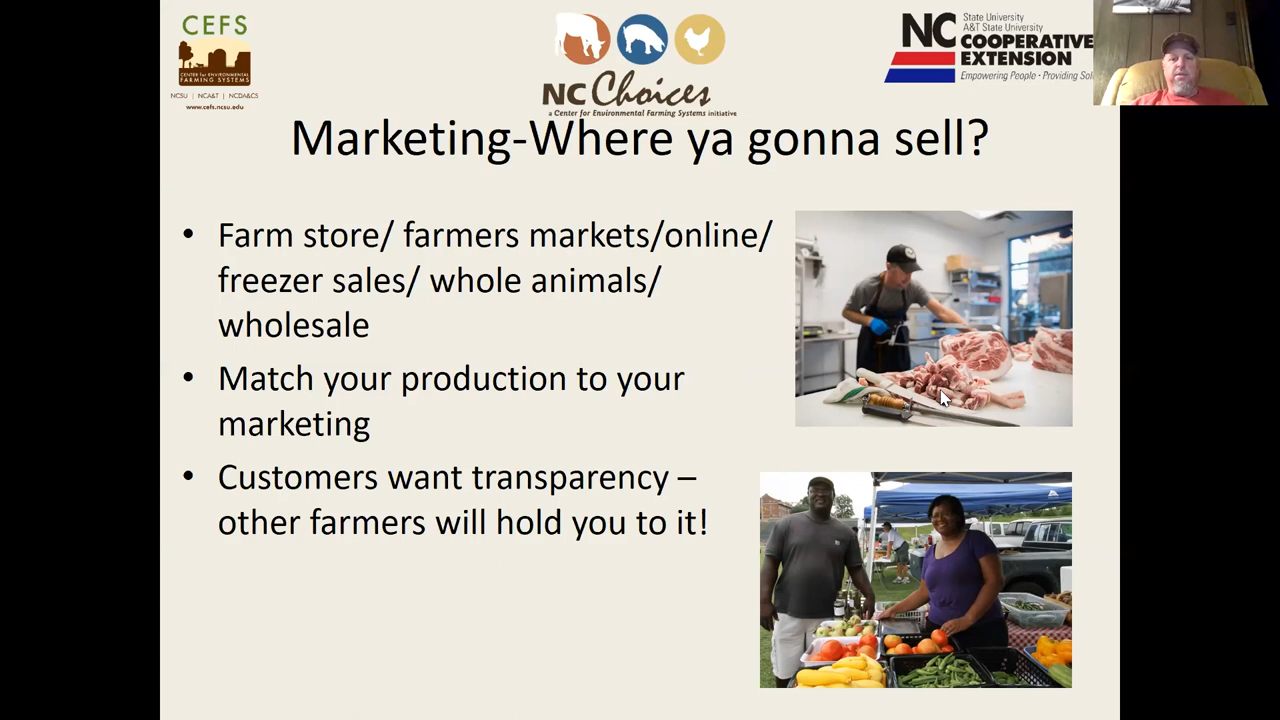 CEFS
CENTER for ENVIRONMENTAL
FARMING SYSTEMS
NCSU | NCA&T | NCDA&CS
www.cefs.ncsu.edu
NC Choices
a Center for Environmental Farming Systems initiative
NC State University
A&T State University
COOPERATIVE
EXTENSION
Empowering People • Providing Sol
Marketing-Where ya gonna sell?
• Farm store/ farmers markets/online/
freezer sales/ whole animals/
wholesale
• Match your production to your
marketing
• Customers want transparency –
other farmers will hold you to it!